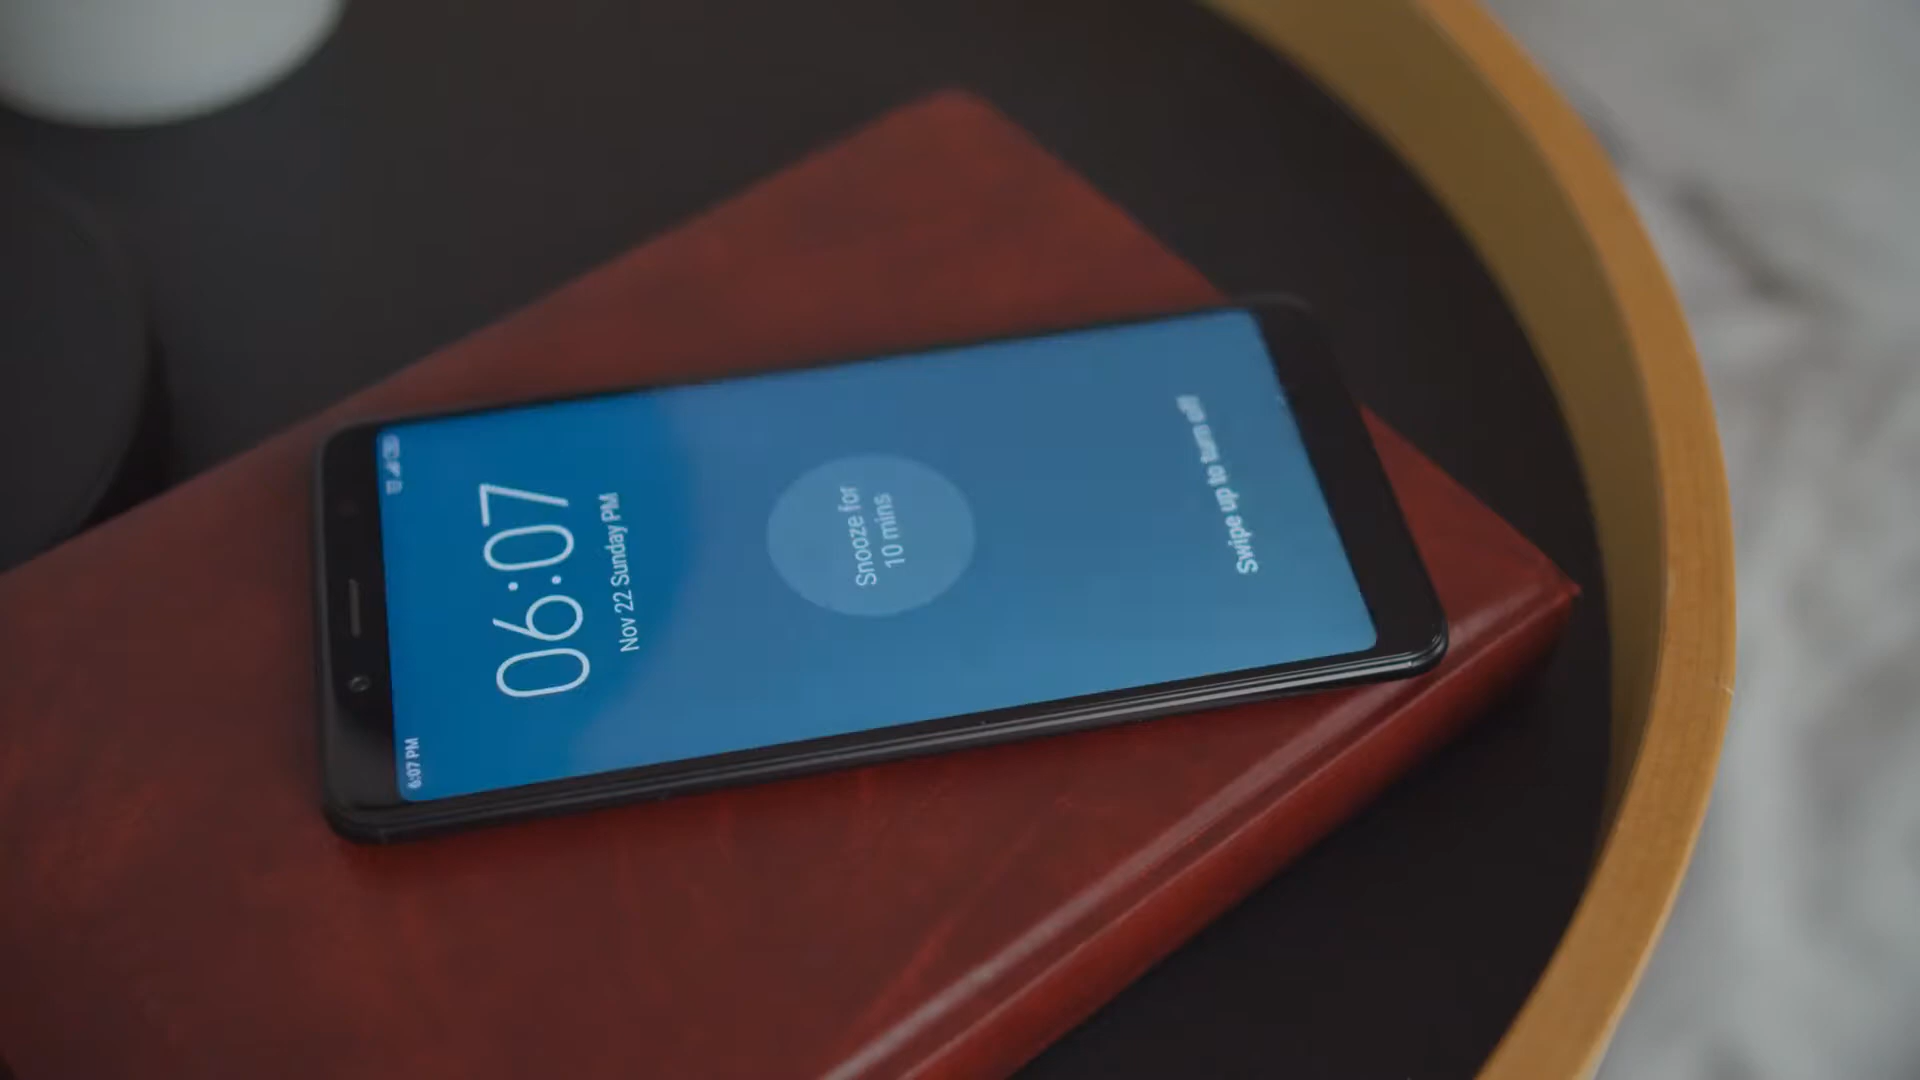 6:07 PM
06:07
Nov 22 Sunday PM
Snooze for
10 mins
Swipe up to turn off